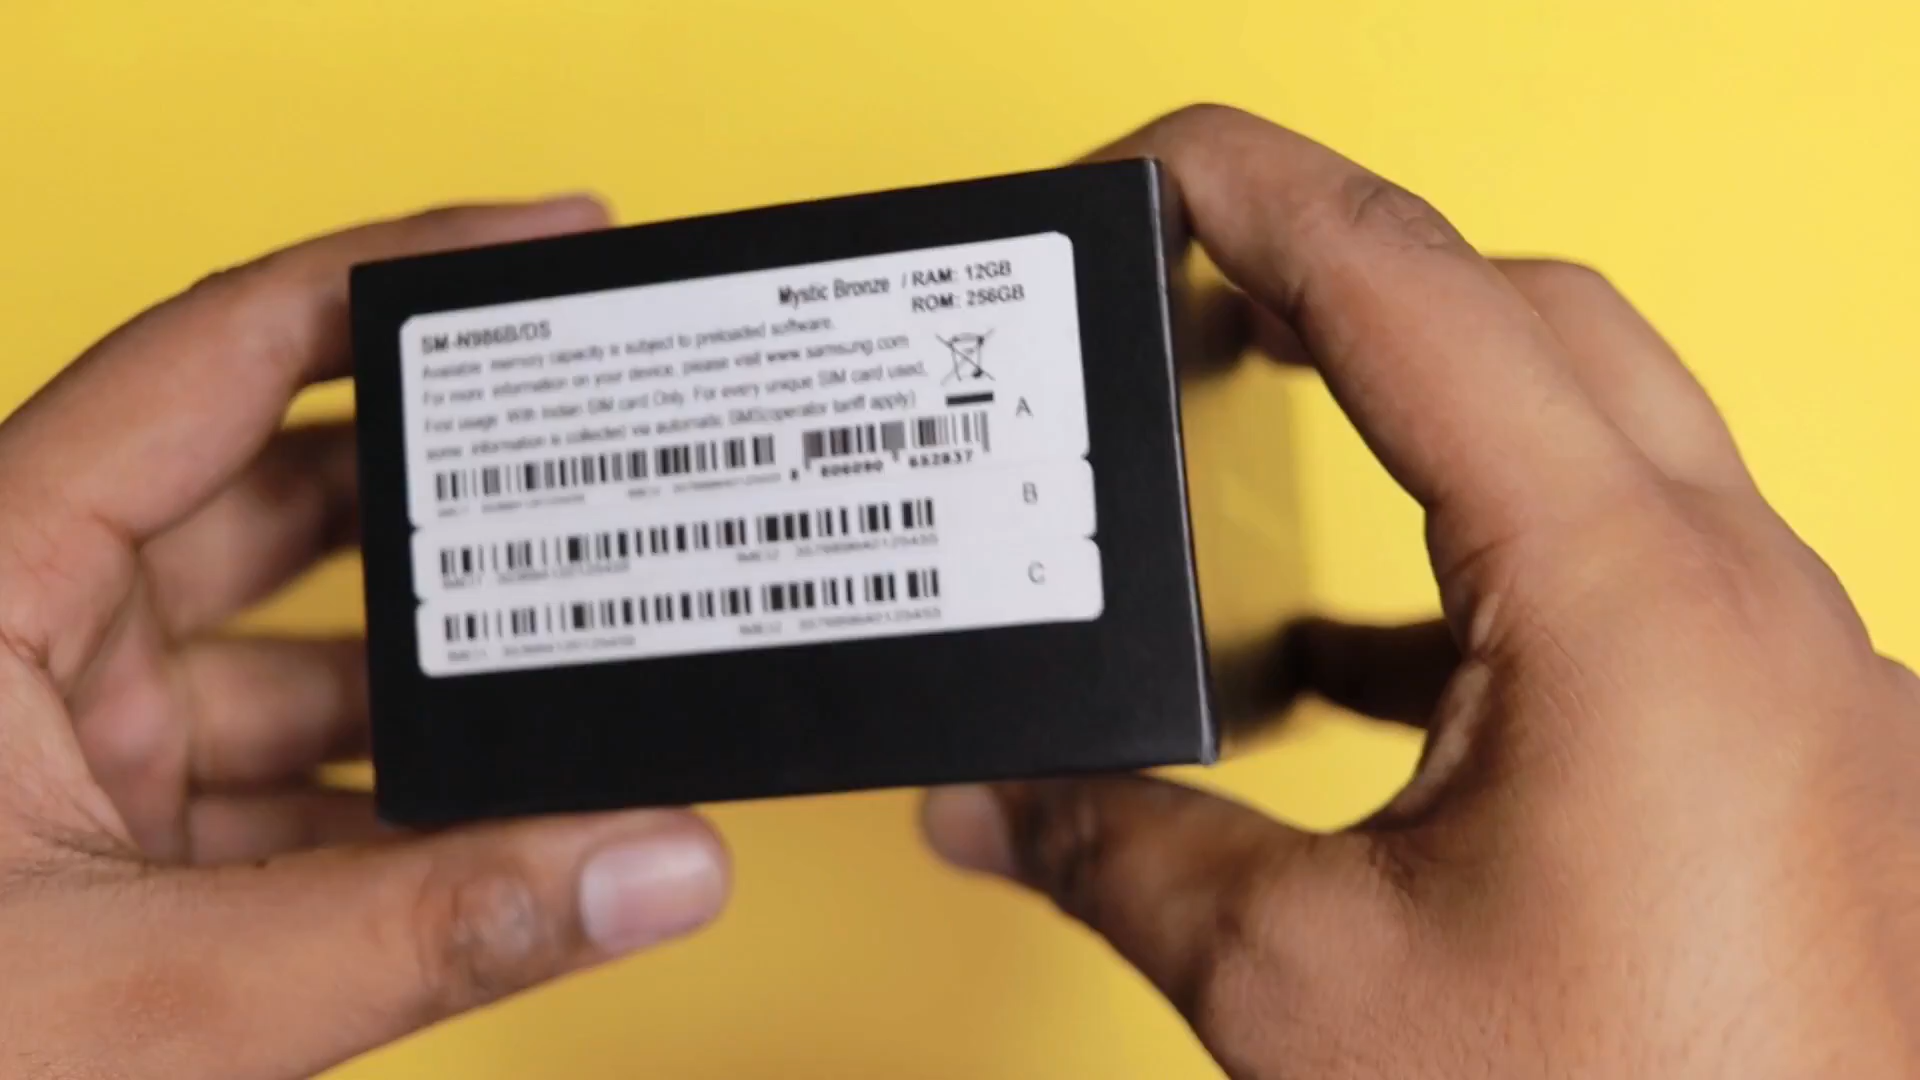 Mystic Bronze / RAM: 12GB
ROM: 256GB
SM-N986B/DS
Available memory capacity is subject to preloaded software.
For more information on your device, please visit www.samsung.com
First usage: With Indian SIM card Only. For every unique SIM card used,
some information is collected via automatic SMS(operator tariff apply)
A
B
C